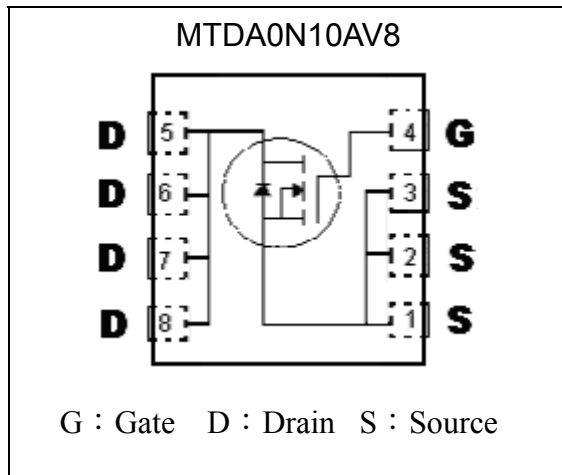 MTDA0N10AV8
D 5 4 G
D 6 3 S
D 7 2 S
D 8 1 S
G：Gate D：Drain S：Source